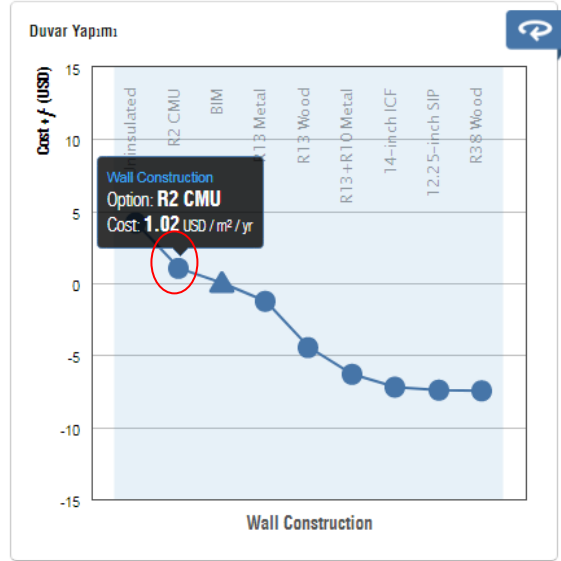 Duvar Yapımı
Cost +ƒ (USD)
15
10
5
0
-5
-10
-15
ninsulated
R2 CMU
BIM
R13 Metal
R13 Wood
R13+R10 Metal
14-inch ICF
12.25-inch SIP
R38 Wood
Wall Construction
Option: R2 CMU
Cost: 1.02 USD / m² / yr
Wall Construction